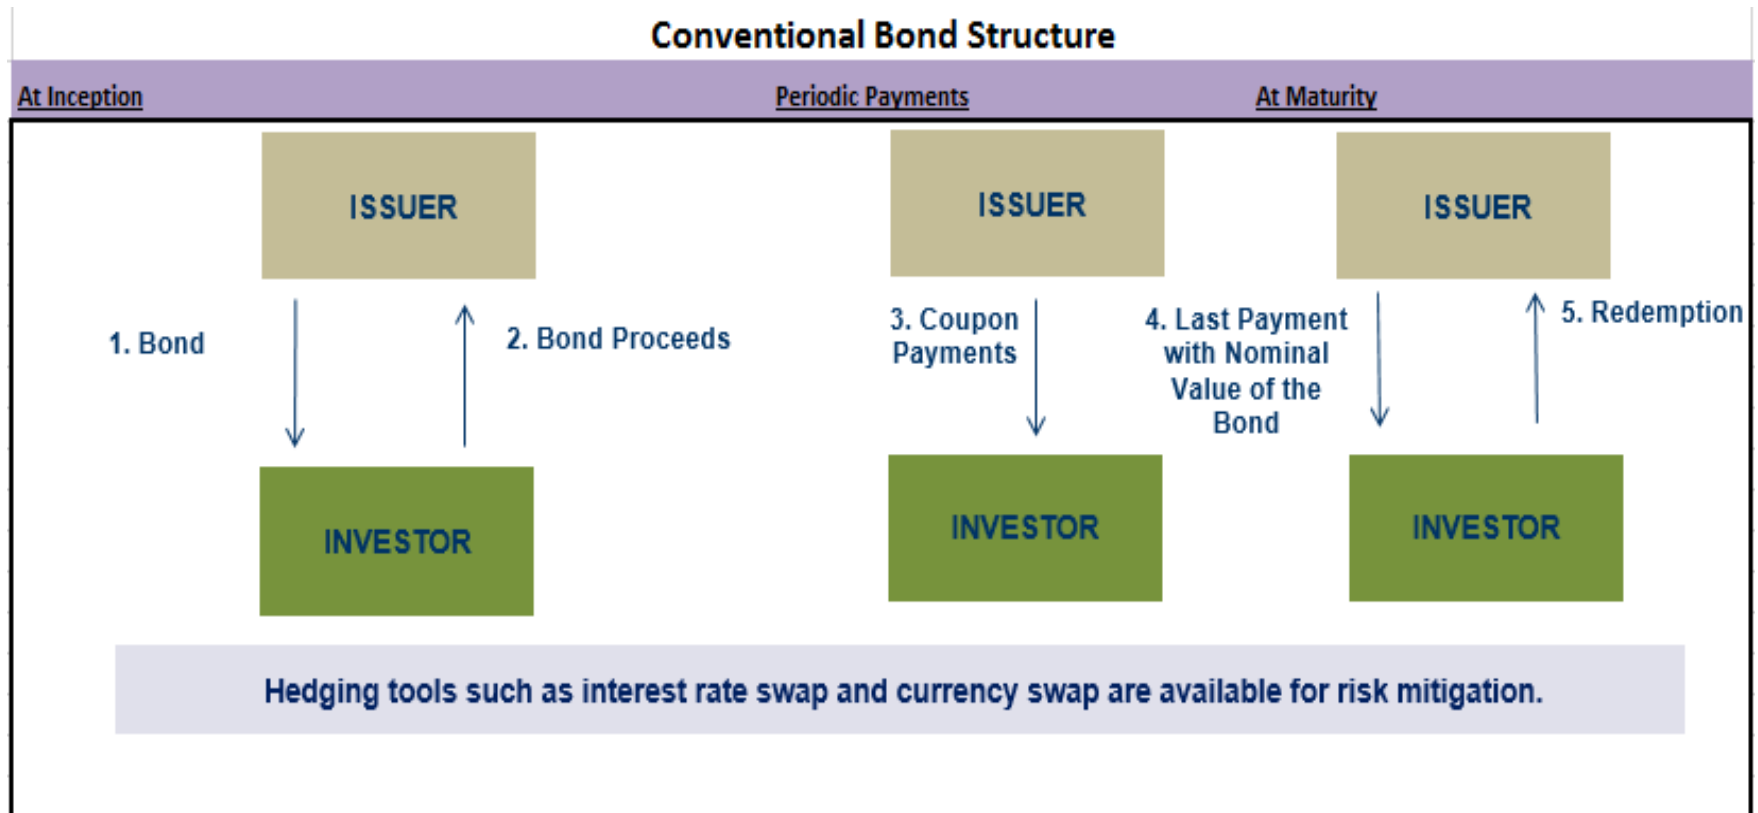 Conventional Bond Structure
At Inception
Periodic Payments
At Maturity
ISSUER
ISSUER
ISSUER
1. Bond
2. Bond Proceeds
3. Coupon
Payments
4. Last Payment
with Nominal
Value of the
Bond
5. Redemption
INVESTOR
INVESTOR
INVESTOR
Hedging tools such as interest rate swap and currency swap are available for risk mitigation.